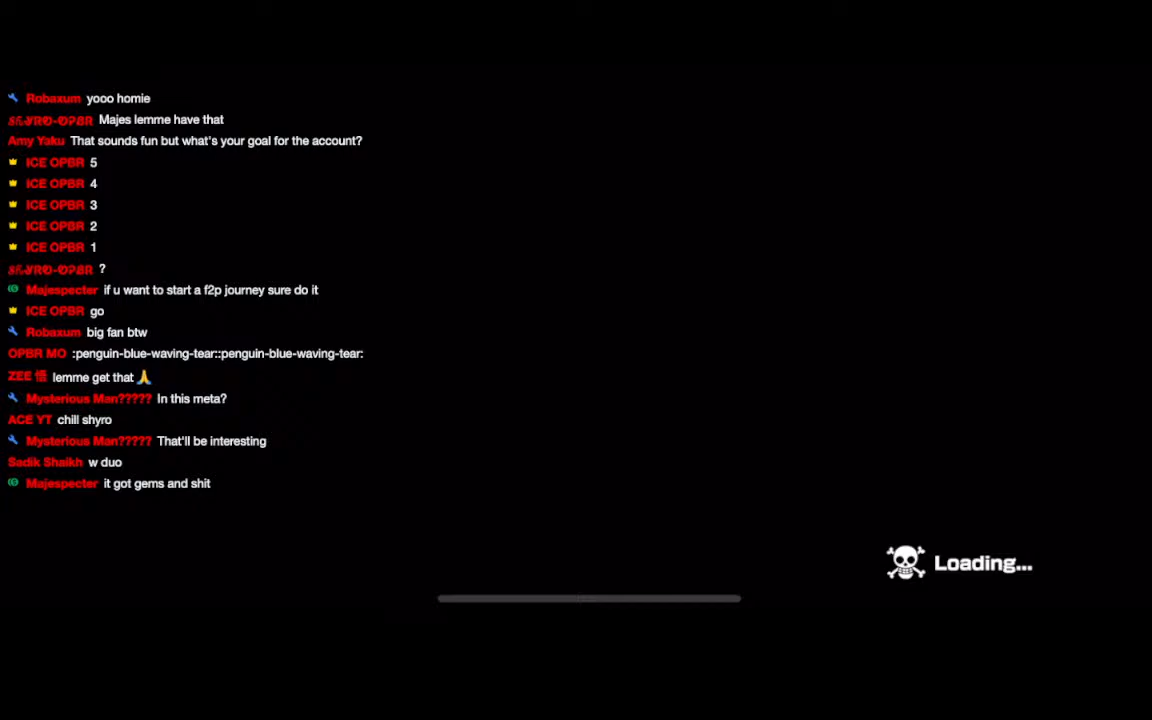 Robaxum yooo homie
Majes lemme have that
Amy Yaku That sounds fun but what's your goal for the account?
ICE OPBR 5
ICE OPBR 4
ICE OPBR 3
ICE OPBR 2
ICE OPBR 1
?
Majespecter if u want to start a f2p journey sure do it
ICE OPBR go
Robaxum big fan btw
OPBR MO :penguin-blue-waving-tear::penguin-blue-waving-tear:
ZEE 悟 lemme get that 🙏
Mysterious Man????? In this meta?
ACE YT chill shyro
Mysterious Man????? That'll be interesting
Sadik Shaikh w duo
Majespecter it got gems and shit
Loading...